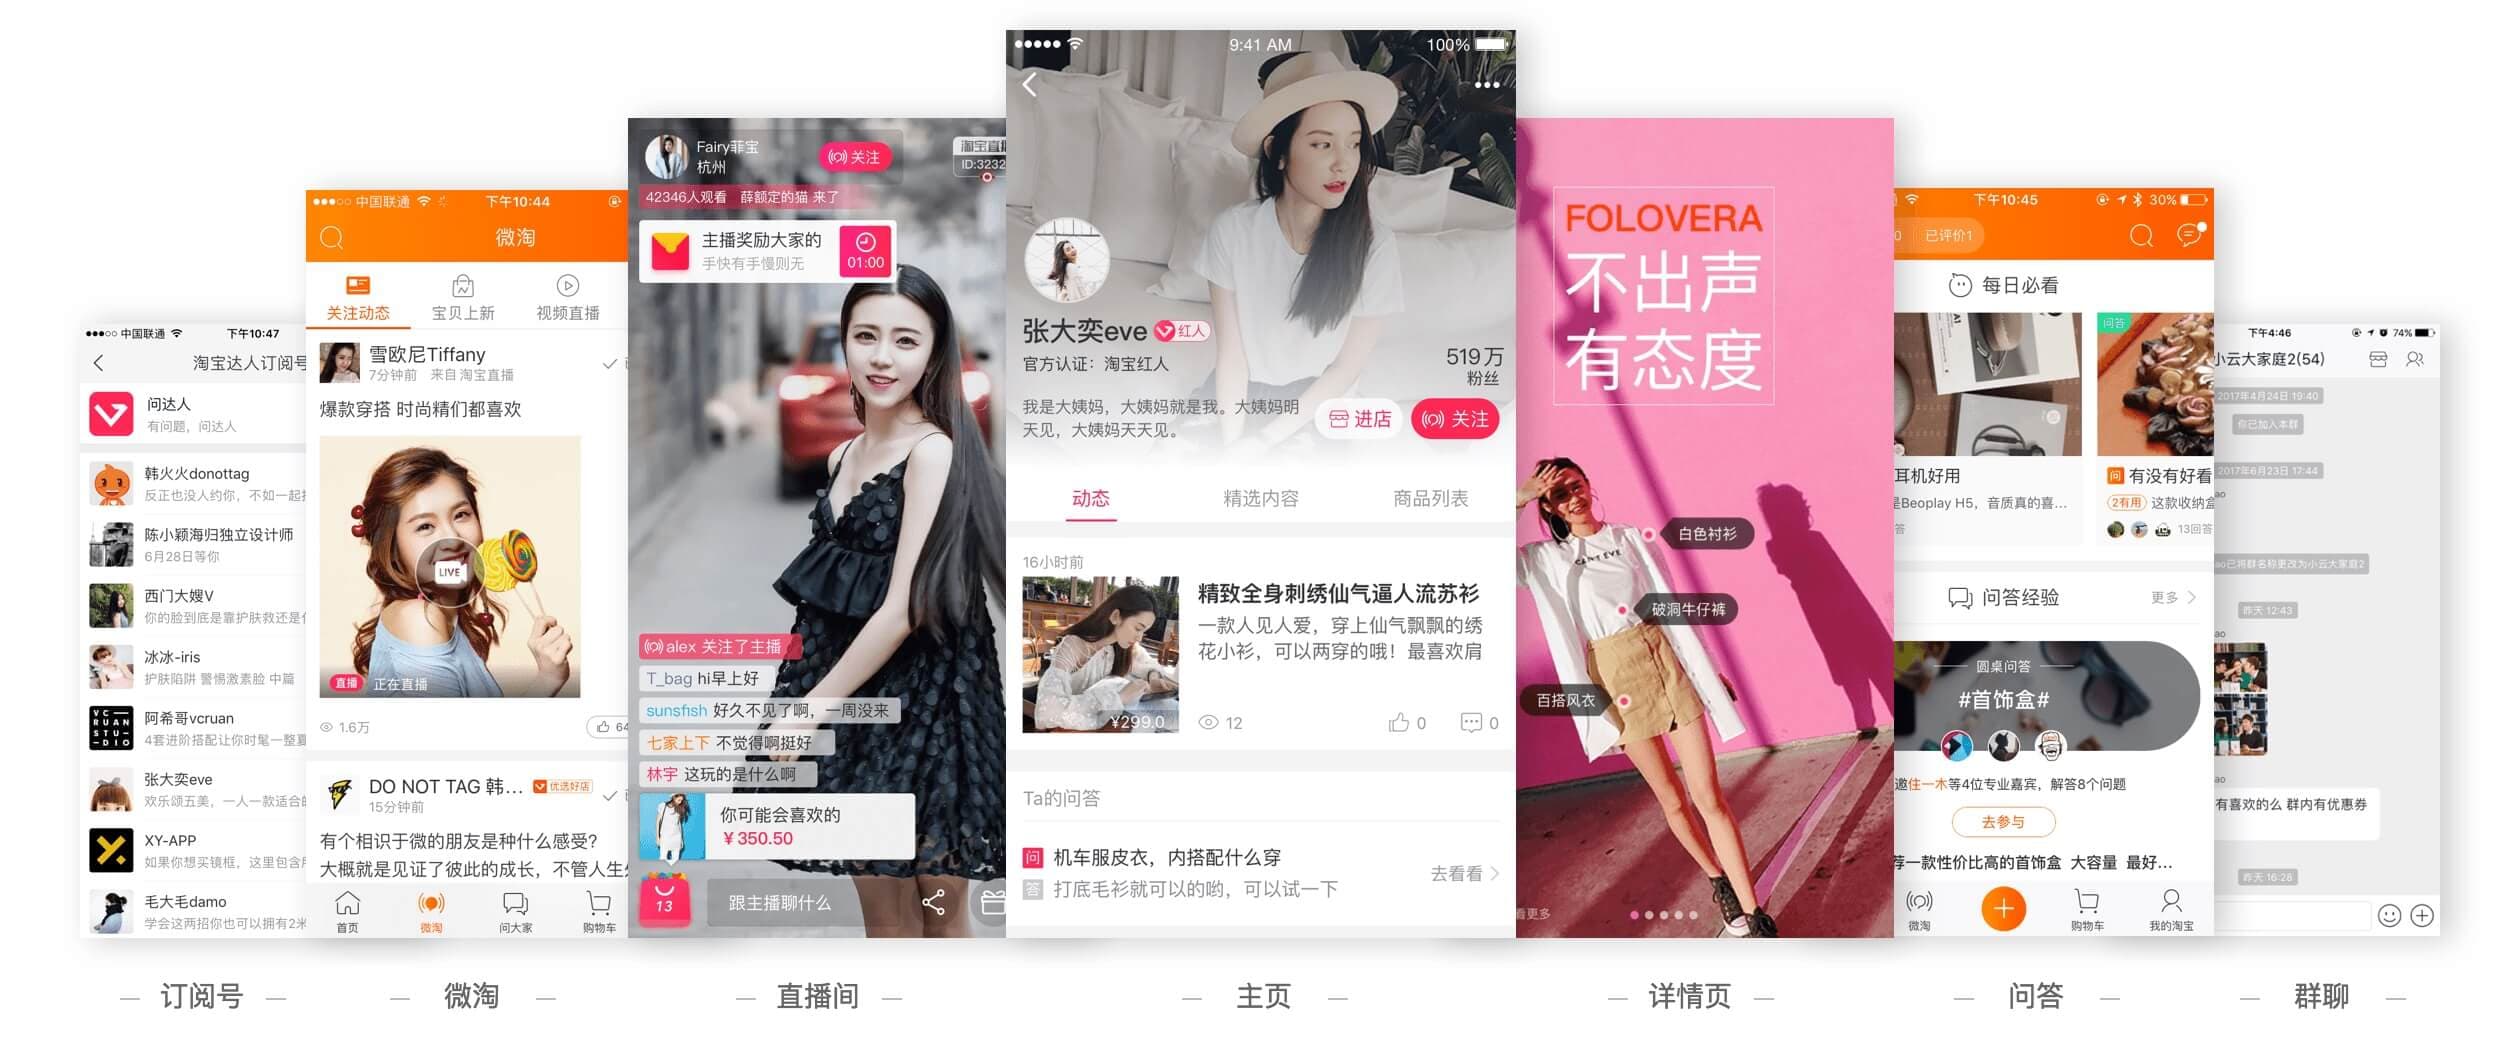 中国联通
下午10:47
淘宝达人订阅号
问达人
有问题，问达人
韩火火donottag
反正也没人约你，不如一起
陈小颖海归独立设计师
6月28日等你
西门大嫂V
你的脸到底是靠护肤救还是
冰冰-iris
护肤陷阱 警惕激素脸 中篇
阿希哥vcruan
4套进阶搭配让你时髦一整夏
VC
RUAN
STU
DIO
张大奕eve
欢乐颂五美，一人一款适合
XY-APP
如果你想买镜框，这里包含
毛大毛damo
学会这两招你也可以拥有2米
中国联通
下午10:44
微淘
关注动态
宝贝上新
视频直播
雪欧尼Tiffany
7分钟前 来自 淘宝直播
爆款穿搭 时尚精们都喜欢
LIVE
直播 正在直播
1.6万
64
DO NOT TAG 韩...
优选好店
15分钟前
有个相识于微的朋友是种什么感受?
大概就是见证了彼此的成长，不管人生
首页
微淘
问大家
购物车
Fairy菲宝
杭州
关注
淘宝直播
ID:3232
42346人观看 薛额定的猫 来了
主播奖励大家的
手快有手慢则无
01:00
alex 关注了主播
T_bag hi早上好
sunsfish 好久不见了啊，一周没来
七家上下 不觉得啊挺好
林宇 这玩的是什么啊
你可能会喜欢的
¥350.50
13
跟主播聊什么
9:41 AM
100%
张大奕eve
红人
官方认证：淘宝红人
519万
粉丝
我是大姨妈，大姨妈就是我。大姨妈明
天见，大姨妈天天见。
进店
关注
动态
精选内容
商品列表
16小时前
精致全身刺绣仙气逼人流苏衫
一款人见人爱，穿上仙气飘飘的绣
花小衫，可以两穿的哦！最喜欢肩
¥299.0
12
0
0
Ta的问答
问 机车服皮衣，内搭配什么穿
答 打底毛衫就可以的哟，可以试一下
去看看
FOLOVERA
不出声
有态度
CAN'T EVE
白色衬衫
破洞牛仔裤
百搭风衣
看更多
下午10:45
30%
0
已评价1
每日必看
A1
问答
耳机好用
是Beoplay H5，音质真的喜...
答
问 有没有好看
2有用 这款收纳盒
13回答
问答经验
更多
圆桌问答
#首饰盒#
邀住一木等4位专业嘉宾，解答8个问题
去参与
荐一款性价比高的首饰盒 大容量 最好...
微淘
购物车
我的淘宝
下午4:46
74%
小云大家庭2(54)
2017年4月24日 19:40
你已加入本群
2017年6月23日 17:44
ao
ao已将群名称更改为小云大家庭2
昨天 12:43
ao
ao
有喜欢的么 群内有优惠券
昨天 16:28
订阅号
微淘
直播间
主页
详情页
问答
群聊